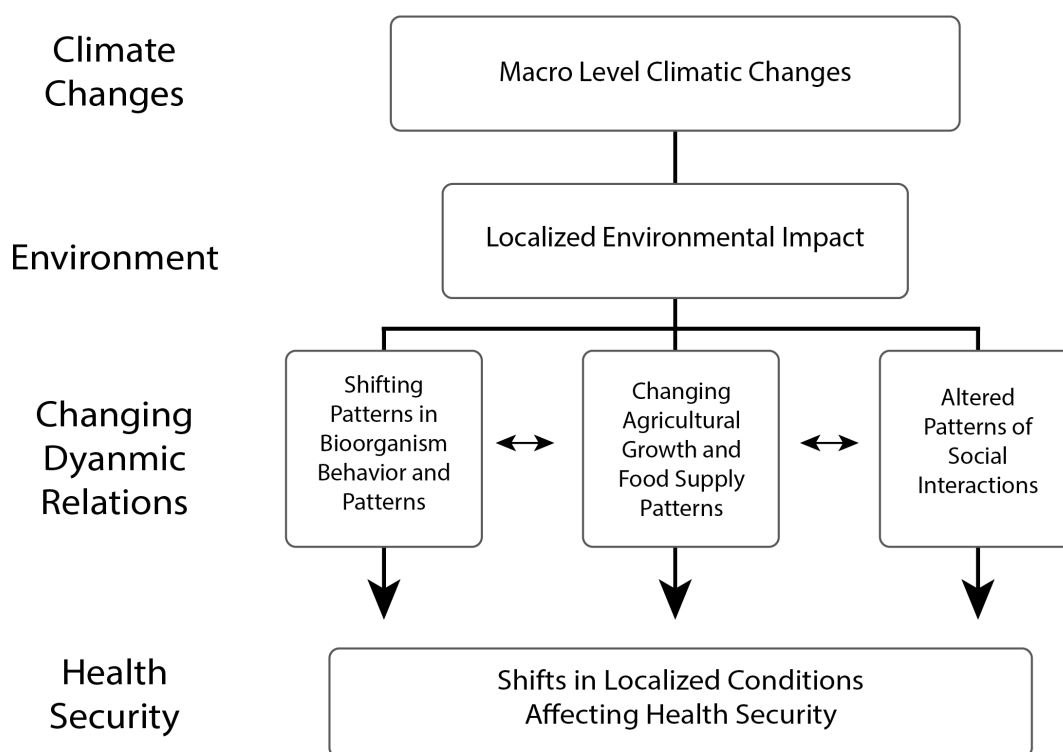 Climate
Changes
Macro Level Climatic Changes
Environment
Localized Environmental Impact
Changing
Dyanmic
Relations
Shifting
Patterns in
Bioorganism
Behavior and
Patterns
Changing
Agricultural
Growth and
Food Supply
Patterns
Altered
Patterns of
Social
Interactions
Health
Security
Shifts in Localized Conditions
Affecting Health Security